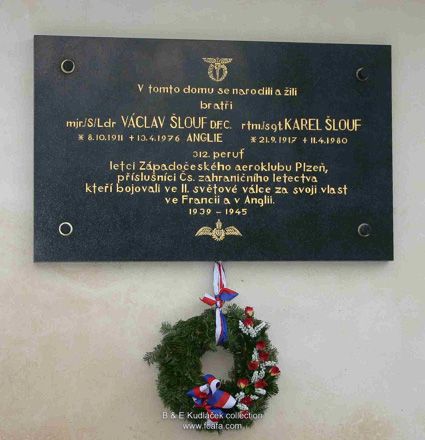 V tomto domu se narodili a žili
bratři
mjr./S/Ldr VÁCLAV ŠLOUF D.F.C. rtm./sgt. KAREL ŠLOUF
* 8.10.1911 + 13.4.1976 ANGLIE * 21.9.1917 + 11.4.1980
312. peruť
letci Západočeského aeroklubu Plzeň,
příslušníci Čs. zahraničního letectva
kteří bojovali ve II. světové válce za svoji vlast
ve Francii a v Anglii.
1939 - 1945
B & E Kudláček collection
www.fcafa.com